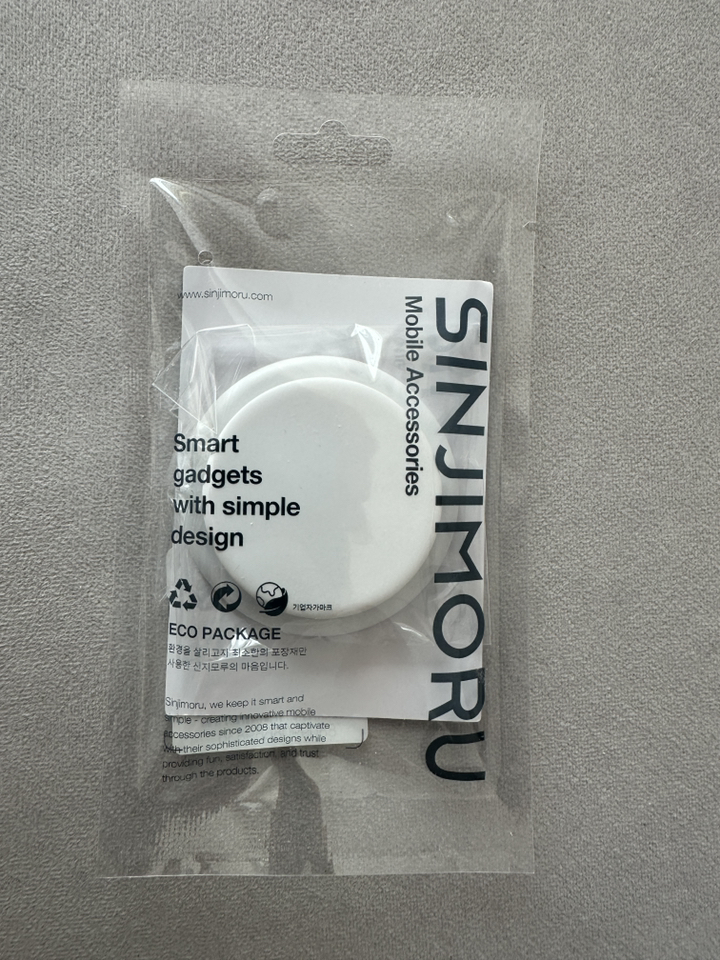 www.sinjimoru.com
SINJIMORU
Mobile Accessories
Smart
gadgets
with simple
design
기업자가마크
ECO PACKAGE
환경을 살리고자 최소한의 포장재만
사용한 신지모루의 마음입니다.
Sinjimoru, we keep it smart and
simple - creating innovative mobile
accessories since 2008 that captivate
with their sophisticated designs while
providing fun, satisfaction, and trust
through the products.